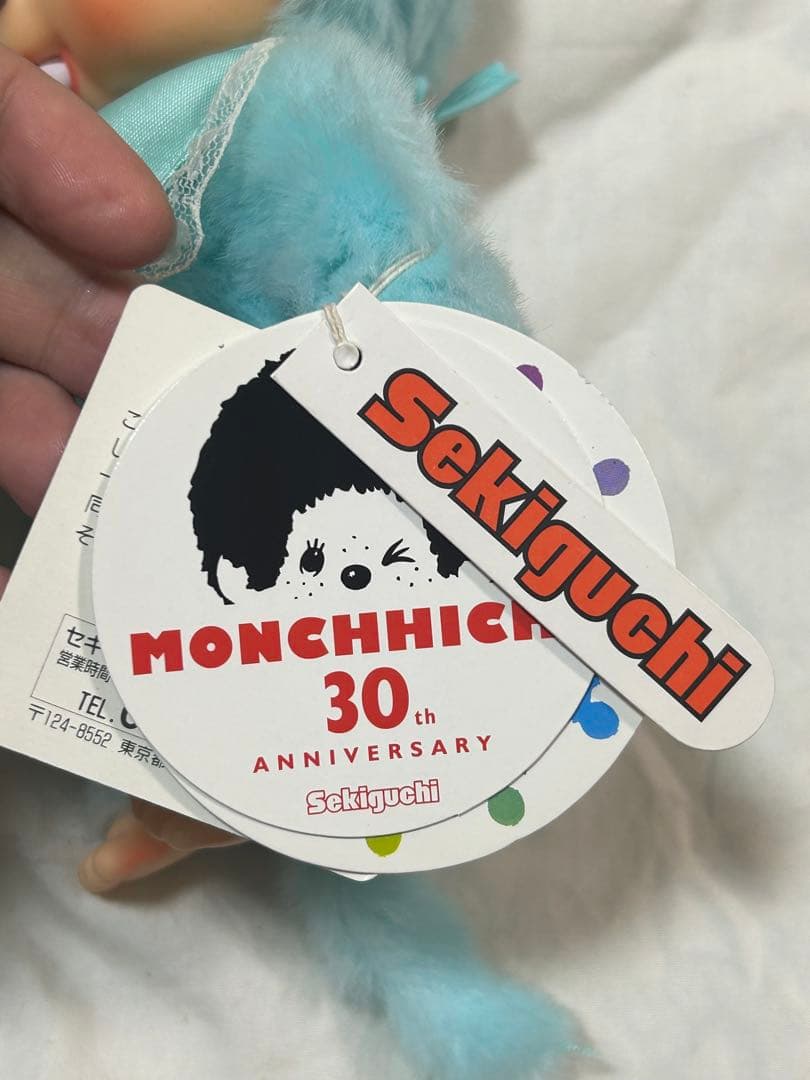 Sekiguchi
MONCHHICH
30th
ANNIVERSARY
Sekiguchi
セキ
営業時間
TEL.
〒124-8552 東京都